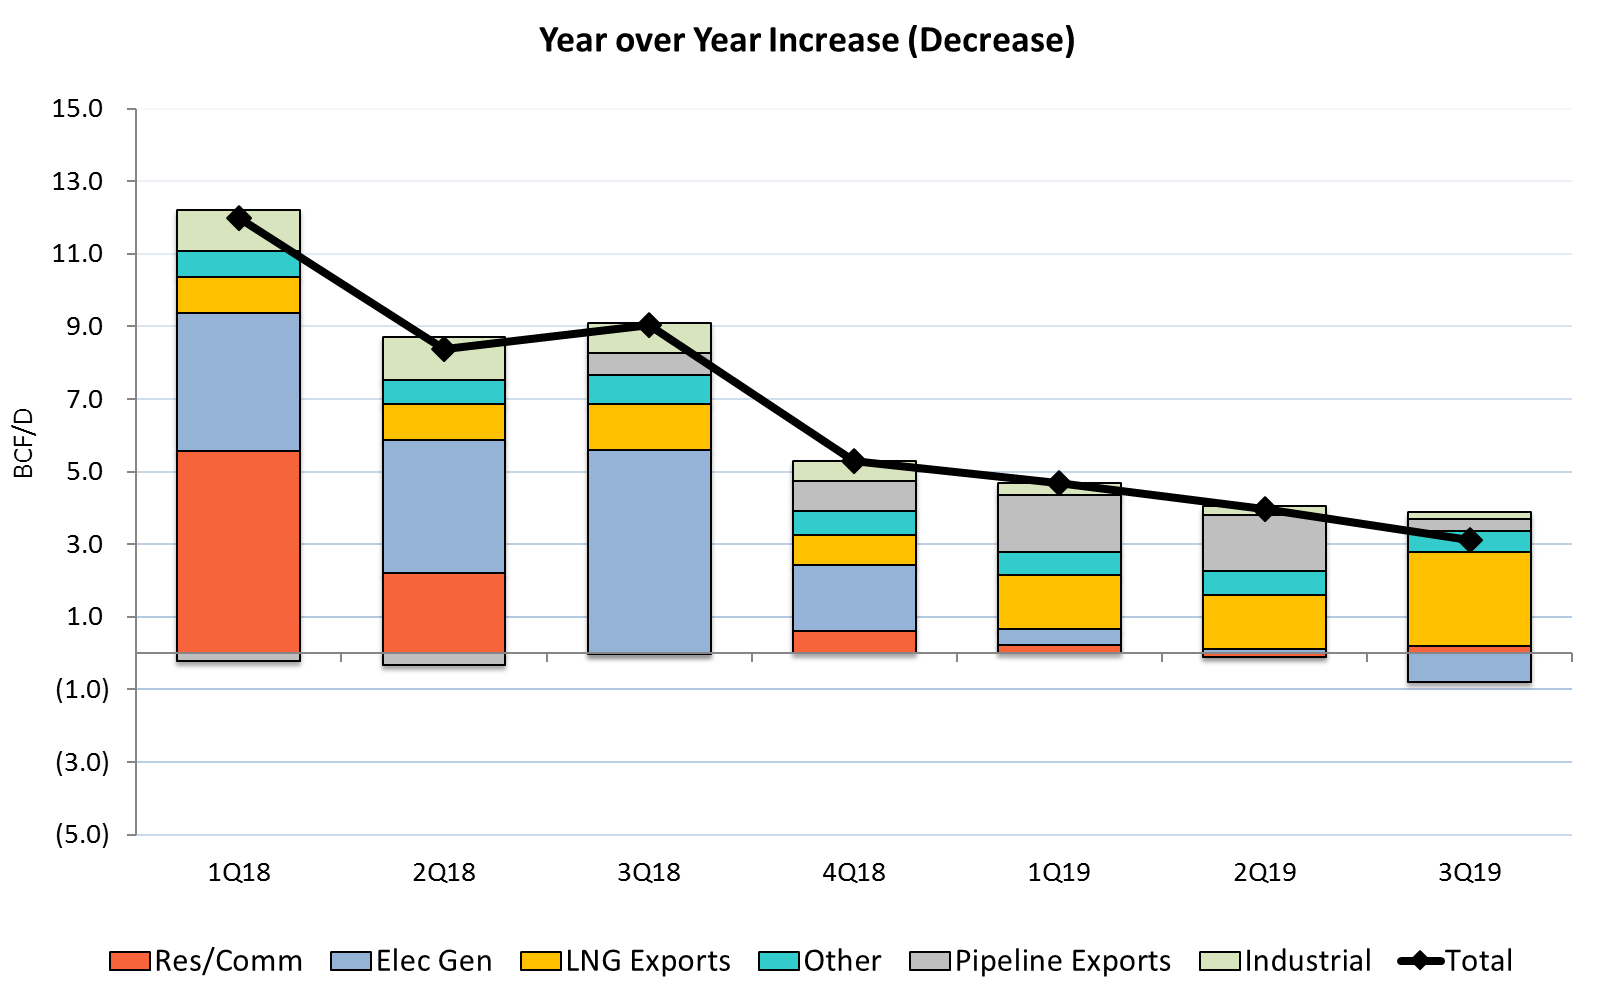 Year over Year Increase (Decrease)
15.0
13.0
11.0
9.0
7.0
5.0
3.0
1.0
(1.0)
(3.0)
(5.0)
BCF/D
1Q18 2Q18 3Q18 4Q18 1Q19 2Q19 3Q19
Res/Comm Elec Gen LNG Exports Other Pipeline Exports Industrial Total